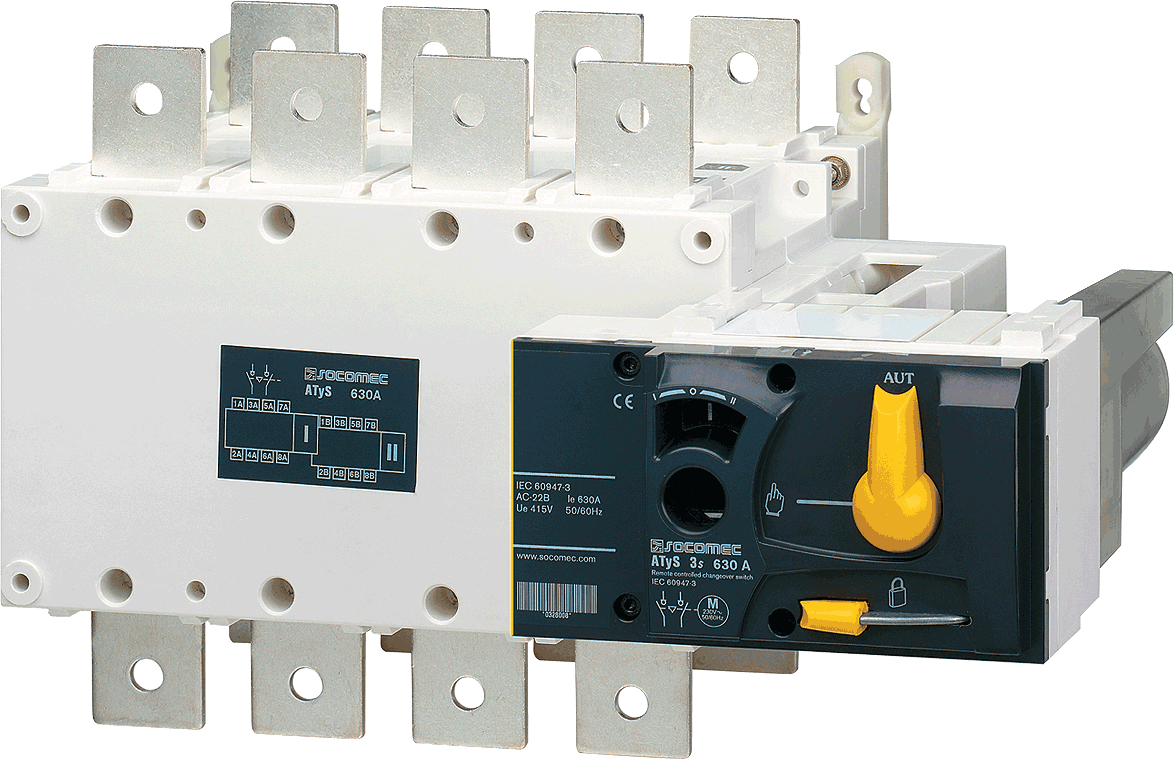 SOCOMEC
ATyS 630A
1A 3A 5A 7A
1B 3B 5B 7B
I
II
2A 4A 6A 8A
2B 4B 6B 8B
CE
I O II
AUT
IEC 60947-3
AC-22B Ie 630A
Ue 415V 50/60Hz
www.socomec.com
SOCOMEC
ATyS 3s 630 A
Remote controlled changeover switch
IEC 60947-3
M
230V~
50/60Hz